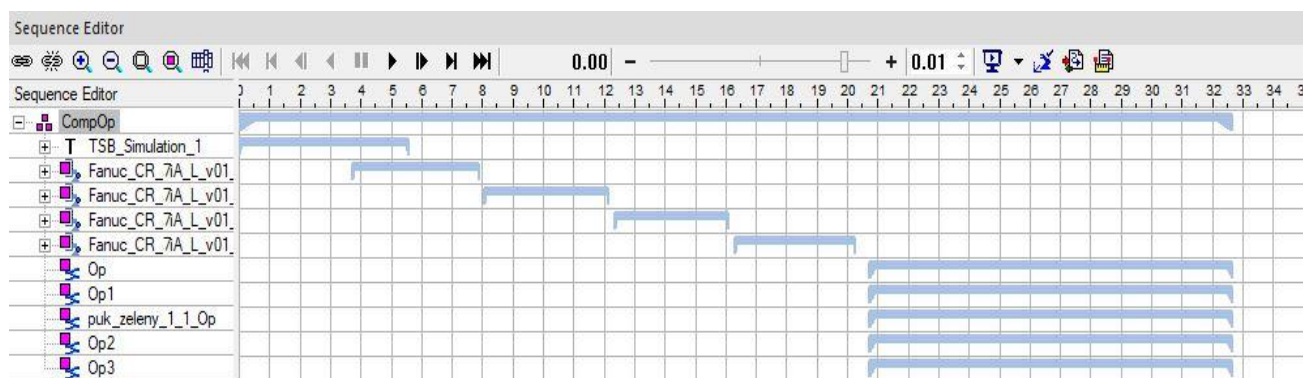 Sequence Editor
0.00 − + 0.01
Sequence Editor 0 1 2 3 4 5 6 7 8 9 10 11 12 13 14 15 16 17 18 19 20 21 22 23 24 25 26 27 28 29 30 31 32 33 34 3
CompOp
T TSB_Simulation_1
Fanuc_CR_7iA_L_v01_
Fanuc_CR_7iA_L_v01_
Fanuc_CR_7iA_L_v01_
Fanuc_CR_7iA_L_v01_
Op
Op1
puk_zeleny_1_1_Op
Op2
Op3